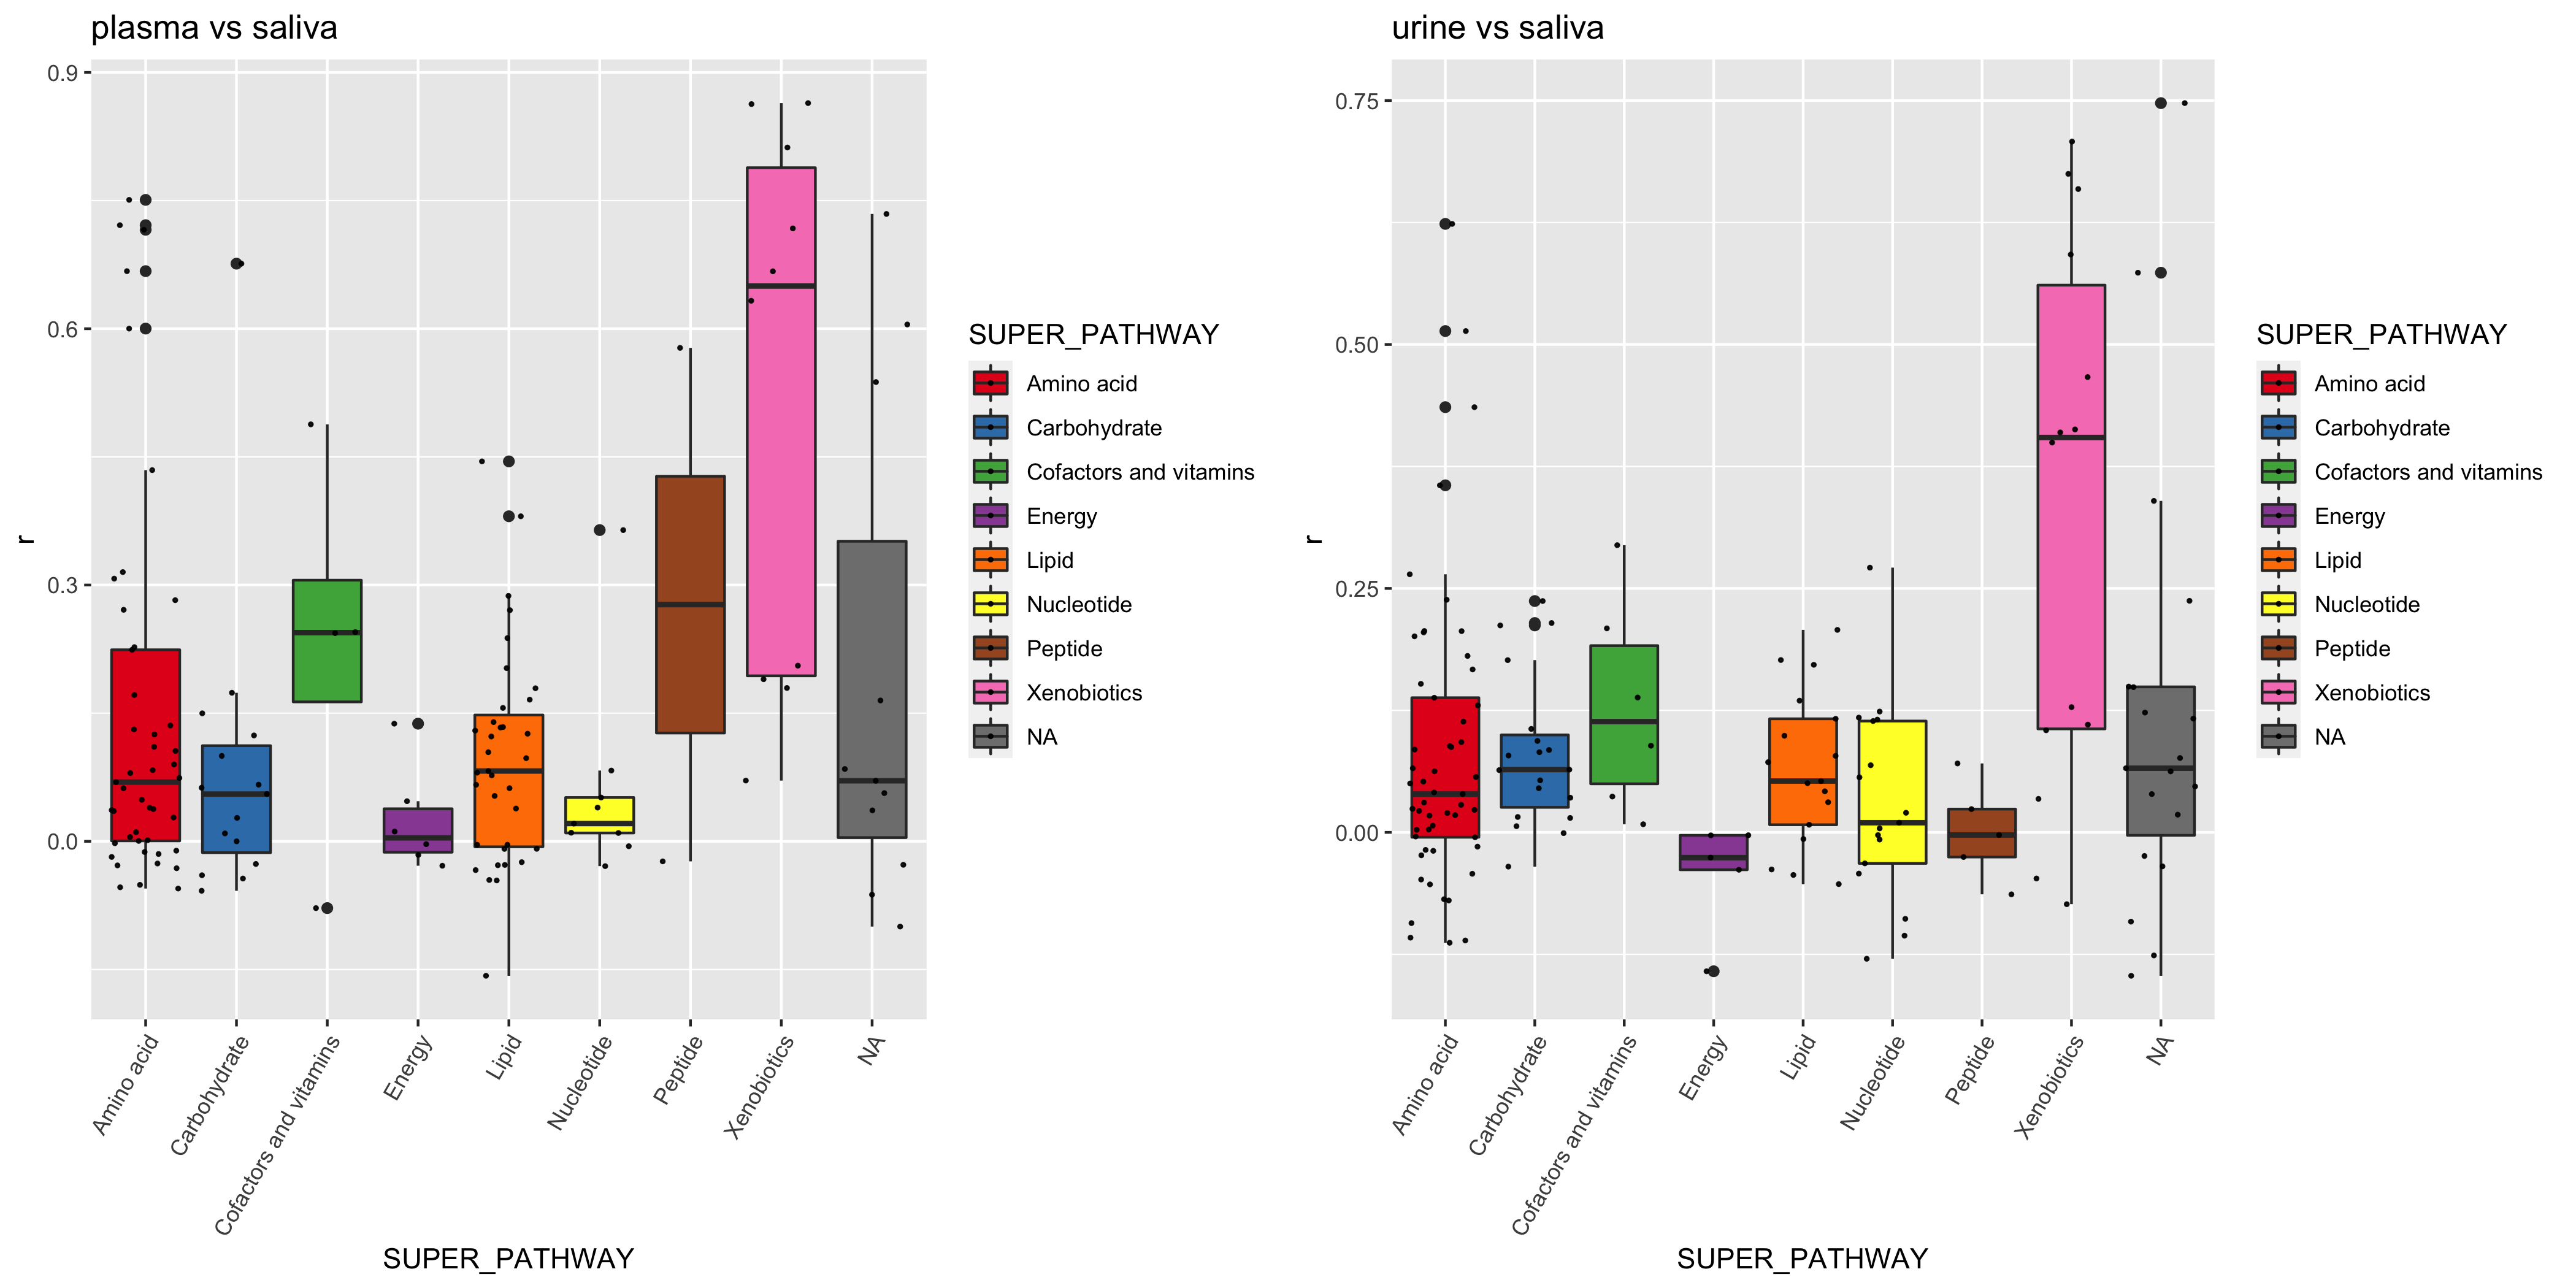 plasma vs saliva
0.9
0.6
0.3
0.0
r
Amino acid
Carbohydrate
Cofactors and vitamins
Energy
Lipid
Nucleotide
Peptide
Xenobiotics
NA
SUPER_PATHWAY
SUPER_PATHWAY
Amino acid
Carbohydrate
Cofactors and vitamins
Energy
Lipid
Nucleotide
Peptide
Xenobiotics
NA
urine vs saliva
0.75
0.50
0.25
0.00
r
Amino acid
Carbohydrate
Cofactors and vitamins
Energy
Lipid
Nucleotide
Peptide
Xenobiotics
NA
SUPER_PATHWAY
SUPER_PATHWAY
Amino acid
Carbohydrate
Cofactors and vitamins
Energy
Lipid
Nucleotide
Peptide
Xenobiotics
NA